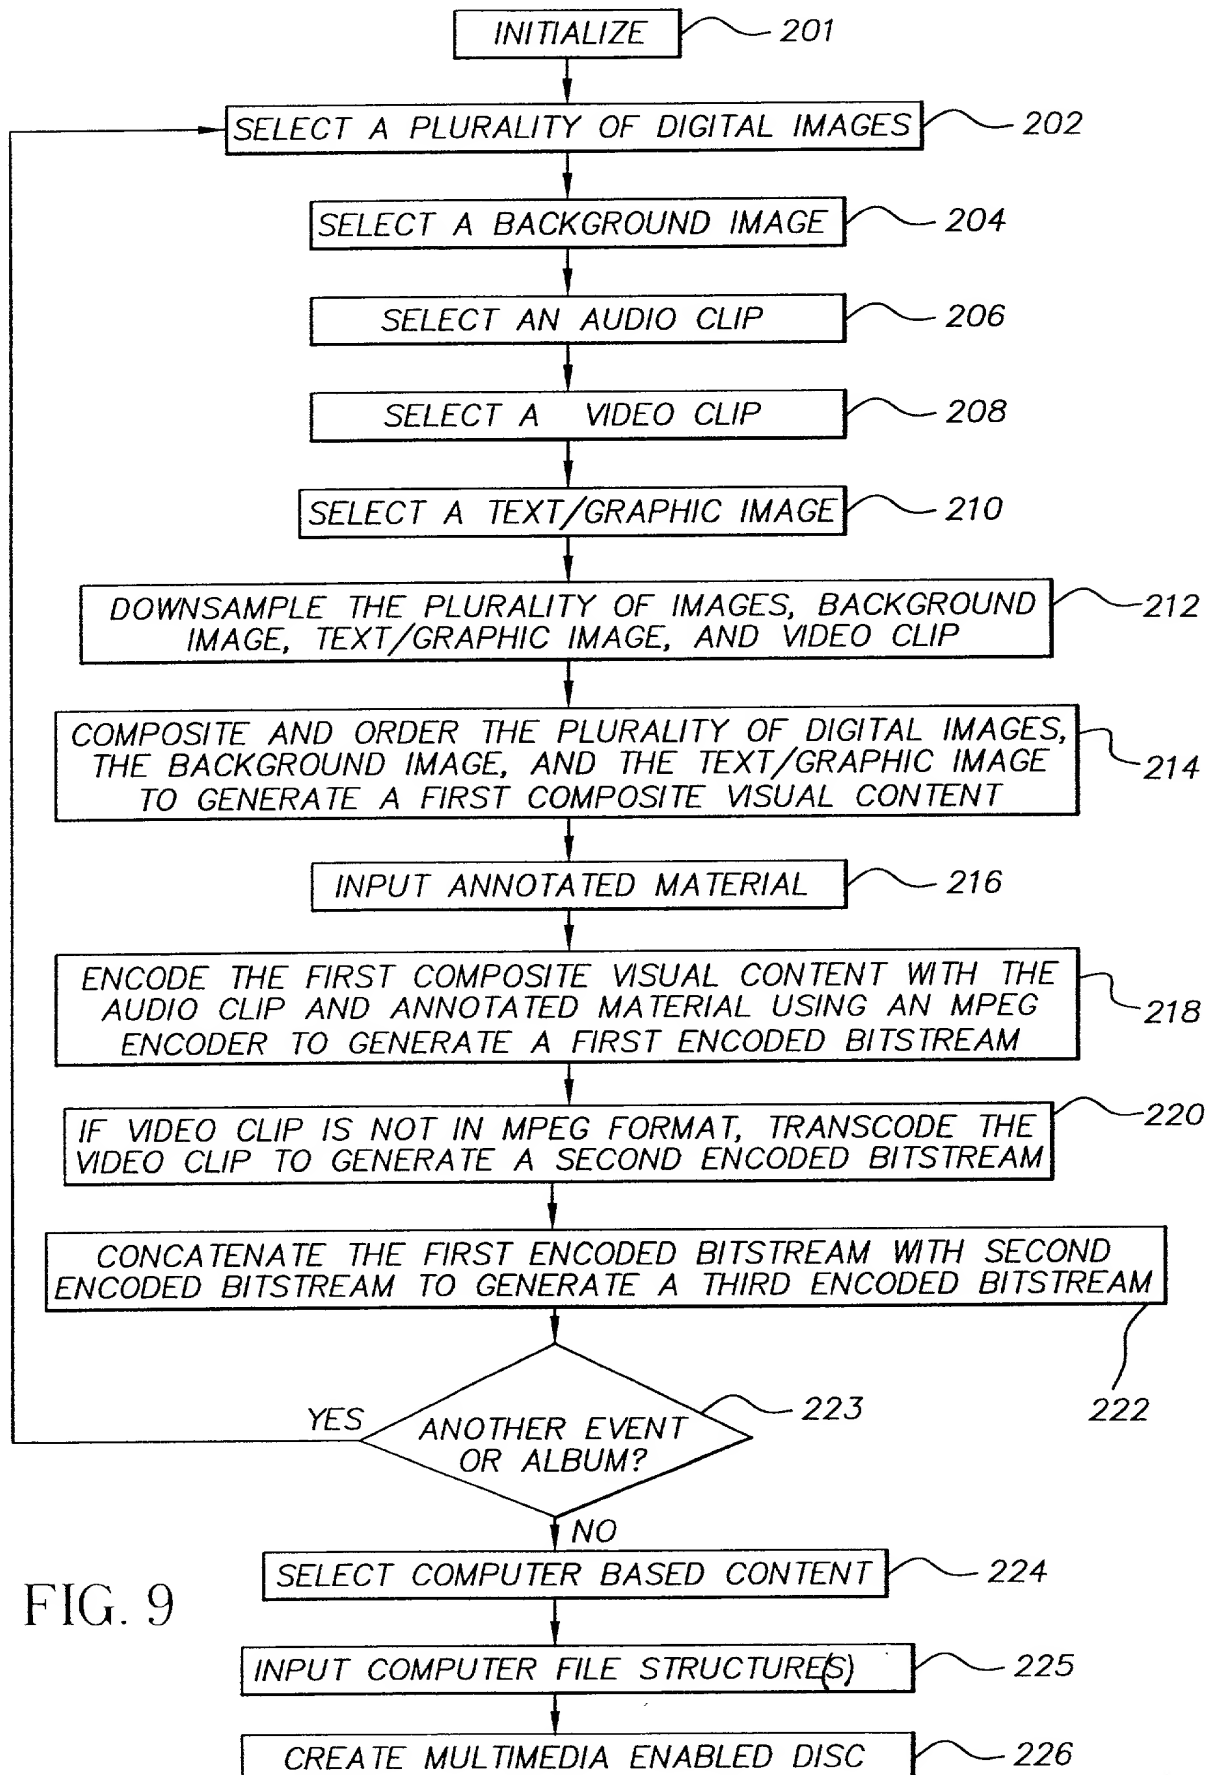 INITIALIZE 201
SELECT A PLURALITY OF DIGITAL IMAGES 202
SELECT A BACKGROUND IMAGE 204
SELECT AN AUDIO CLIP 206
SELECT A VIDEO CLIP 208
SELECT A TEXT/GRAPHIC IMAGE 210
DOWNSAMPLE THE PLURALITY OF IMAGES, BACKGROUND
IMAGE, TEXT/GRAPHIC IMAGE, AND VIDEO CLIP
212
COMPOSITE AND ORDER THE PLURALITY OF DIGITAL IMAGES,
THE BACKGROUND IMAGE, AND THE TEXT/GRAPHIC IMAGE
TO GENERATE A FIRST COMPOSITE VISUAL CONTENT
214
INPUT ANNOTATED MATERIAL 216
ENCODE THE FIRST COMPOSITE VISUAL CONTENT WITH THE
AUDIO CLIP AND ANNOTATED MATERIAL USING AN MPEG
ENCODER TO GENERATE A FIRST ENCODED BITSTREAM
218
IF VIDEO CLIP IS NOT IN MPEG FORMAT, TRANSCODE THE
VIDEO CLIP TO GENERATE A SECOND ENCODED BITSTREAM
220
CONCATENATE THE FIRST ENCODED BITSTREAM WITH SECOND
ENCODED BITSTREAM TO GENERATE A THIRD ENCODED BITSTREAM
222
YES
ANOTHER EVENT
OR ALBUM?
223
NO
SELECT COMPUTER BASED CONTENT 224
FIG. 9
INPUT COMPUTER FILE STRUCTURE(S) 225
CREATE MULTIMEDIA ENABLED DISC 226